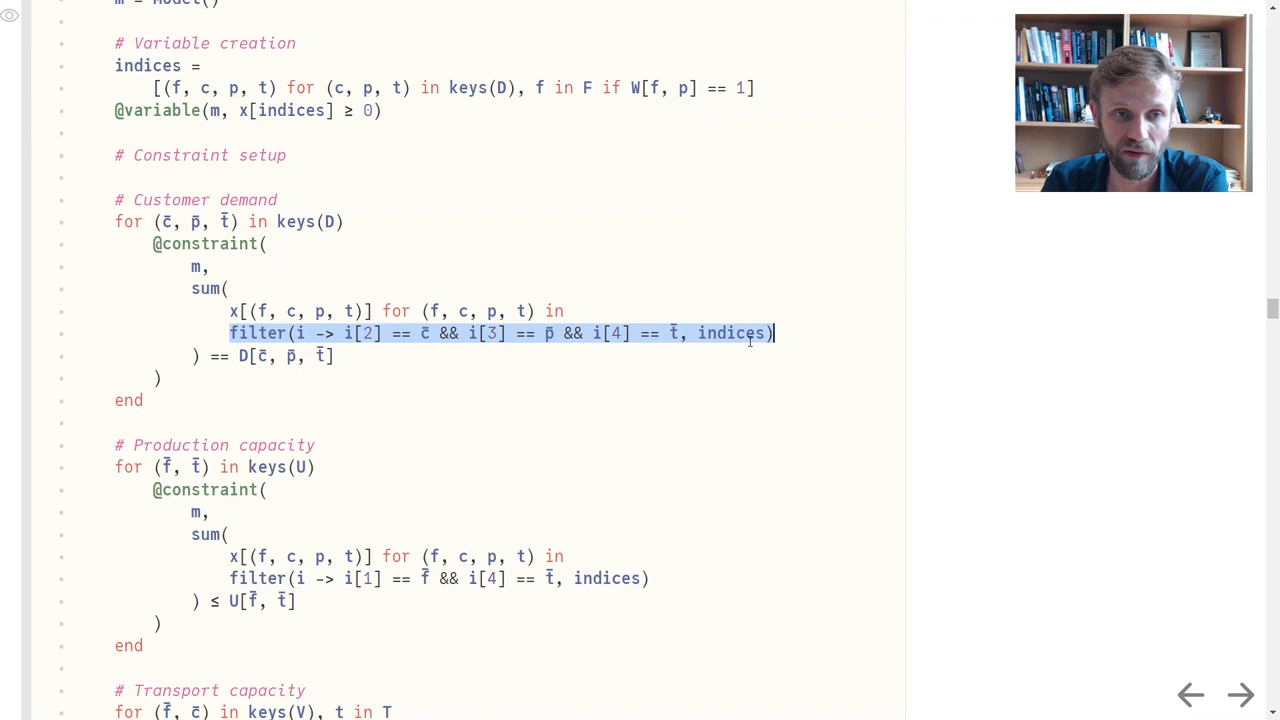 m = Model()
# Variable creation
indices =
[(f, c, p, t) for (c, p, t) in keys(D), f in F if W[f, p] == 1]
@variable(m, x[indices] ≥ 0)
# Constraint setup
# Customer demand
for (c̄, p̄, t̄) in keys(D)
@constraint(
m,
sum(
x[(f, c, p, t)] for (f, c, p, t) in
filter(i -> i[2] == c̄ && i[3] == p̄ && i[4] == t̄, indices)
) == D[c̄, p̄, t̄]
)
end
# Production capacity
for (f̄, t̄) in keys(U)
@constraint(
m,
sum(
x[(f, c, p, t)] for (f, c, p, t) in
filter(i -> i[1] == f̄ && i[4] == t̄, indices)
) ≤ U[f̄, t̄]
)
end
# Transport capacity
for (f̄, c̄) in keys(V), t in T